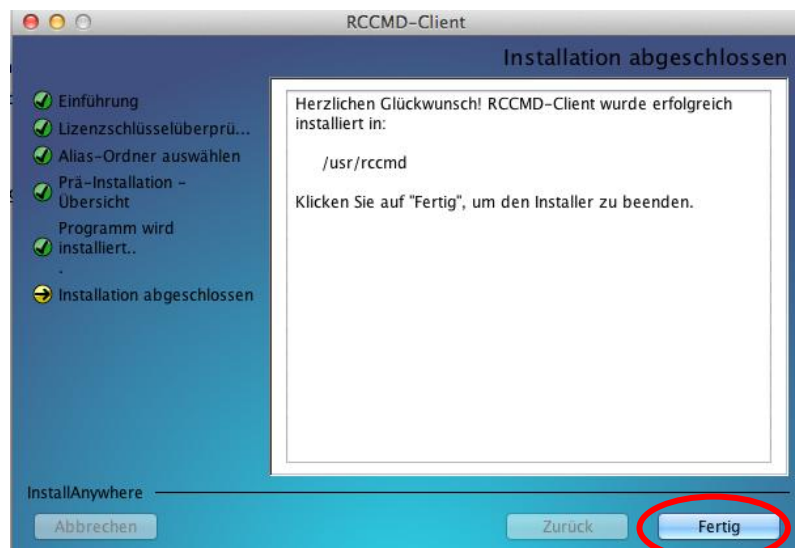 RCCMD-Client
Installation abgeschlossen
Einführung
Lizenzschlüsselüberprü...
Alias-Ordner auswählen
Prä-Installation -
Übersicht
Programm wird
installiert..
.
Installation abgeschlossen
Herzlichen Glückwunsch! RCCMD-Client wurde erfolgreich
installiert in:
/usr/rccmd
Klicken Sie auf "Fertig", um den Installer zu beenden.
InstallAnywhere
Abbrechen
Zurück
Fertig